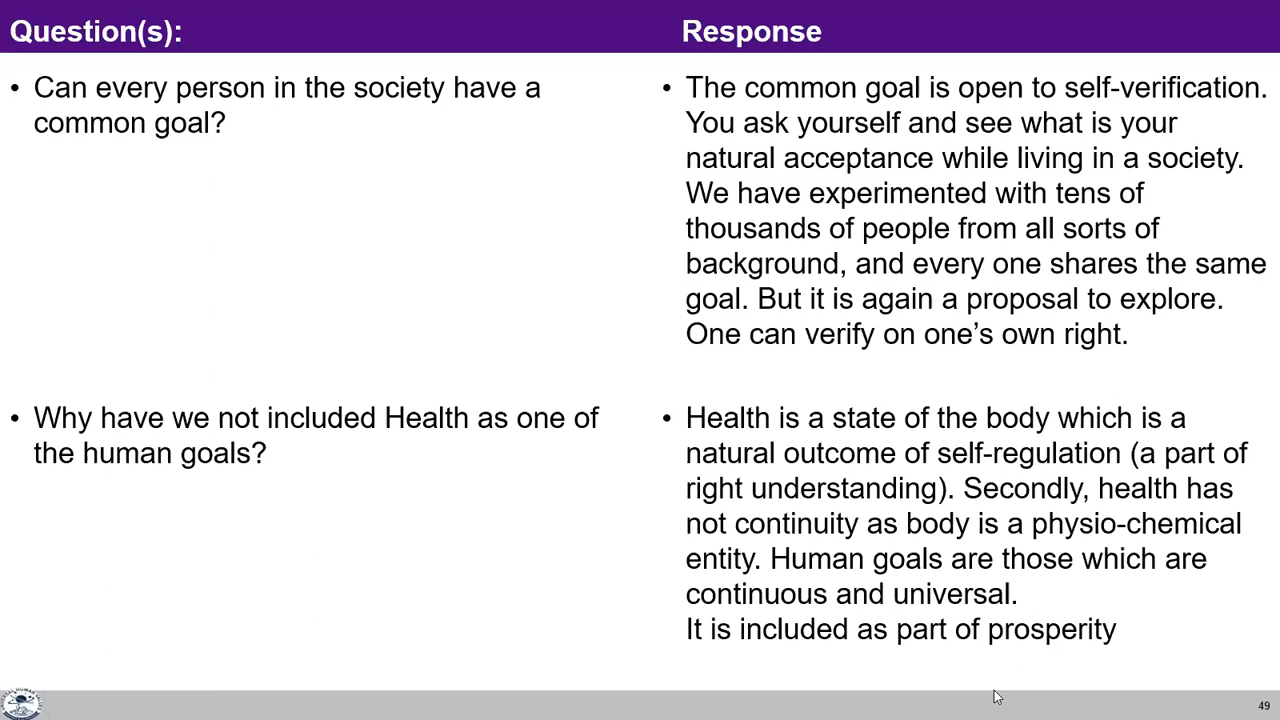 Question(s):
Response
• Can every person in the society have a
common goal?
• The common goal is open to self-verification.
You ask yourself and see what is your
natural acceptance while living in a society.
We have experimented with tens of
thousands of people from all sorts of
background, and every one shares the same
goal. But it is again a proposal to explore.
One can verify on one’s own right.
• Why have we not included Health as one of
the human goals?
• Health is a state of the body which is a
natural outcome of self-regulation (a part of
right understanding). Secondly, health has
not continuity as body is a physio-chemical
entity. Human goals are those which are
continuous and universal.
It is included as part of prosperity
49